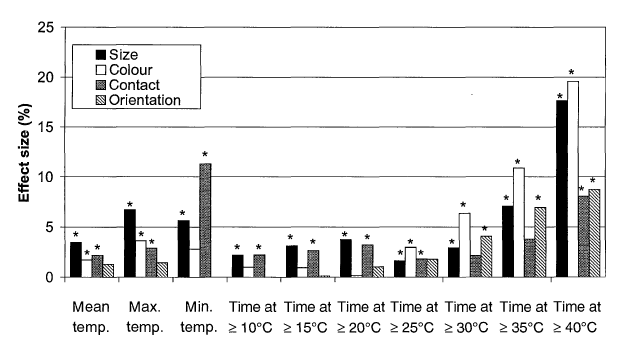 25
20
15
10
5
0
Effect size (%)
Size
Colour
Contact
Orientation
* * * * * * * * * * * * * * * * * * * * * * * * * * *
Mean Max. Min. Time at Time at Time at Time at Time at Time at Time at
temp. temp. temp. ≥ 10°C ≥ 15°C ≥ 20°C ≥ 25°C ≥ 30°C ≥ 35°C ≥ 40°C